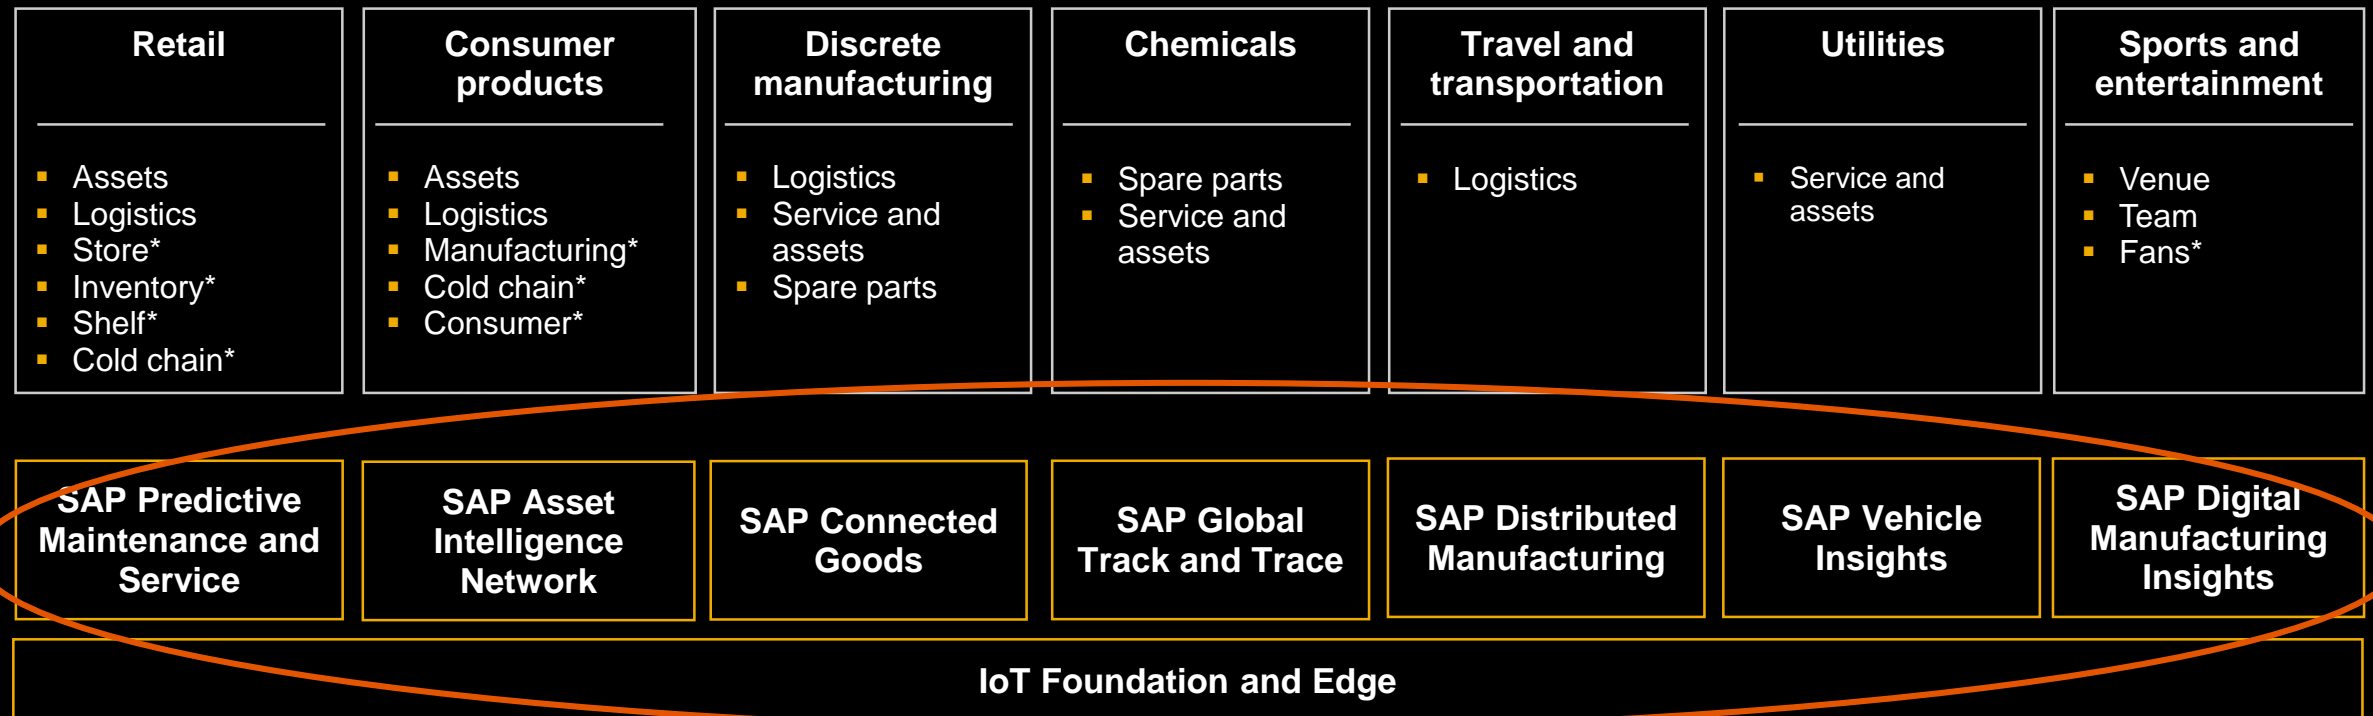 Retail
Assets
Logistics
Store*
Inventory*
Shelf*
Cold chain*
Consumer
products
Assets
Logistics
Manufacturing*
Cold chain*
Consumer*
Discrete
manufacturing
Logistics
Service and
assets
Spare parts
Chemicals
Spare parts
Service and
assets
Travel and
transportation
Logistics
Utilities
Service and
assets
Sports and
entertainment
Venue
Team
Fans*
SAP Predictive
Maintenance and
Service
SAP Asset
Intelligence
Network
SAP Connected
Goods
SAP Global
Track and Trace
SAP Distributed
Manufacturing
SAP Vehicle
Insights
SAP Digital
Manufacturing
Insights
IoT Foundation and Edge